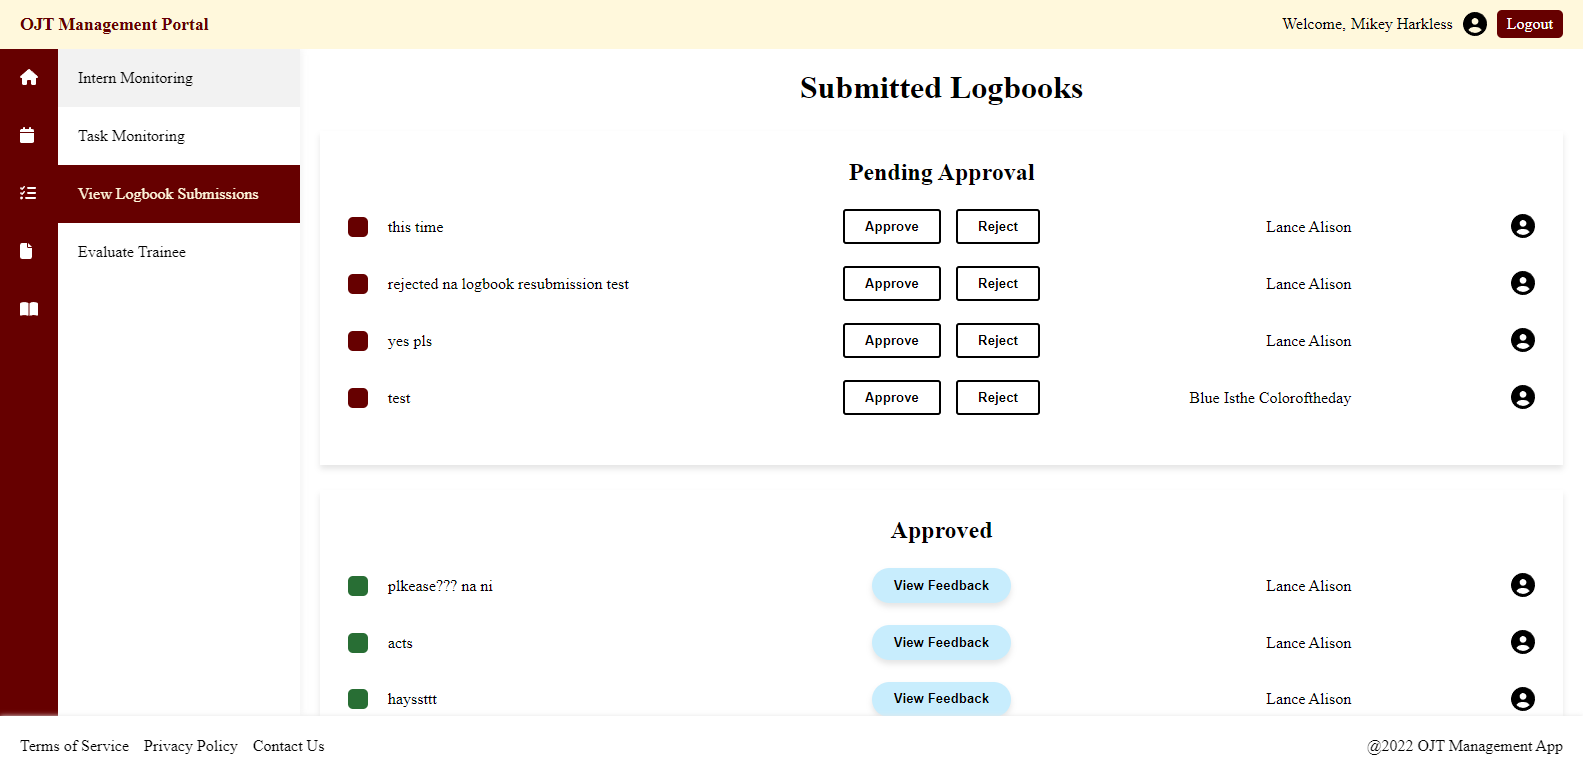 OJT Management Portal
Welcome, Mikey Harkless
Logout
Intern Monitoring
Task Monitoring
View Logbook Submissions
Evaluate Trainee
Submitted Logbooks
Pending Approval
this time Approve Reject Lance Alison
rejected na logbook resubmission test Approve Reject Lance Alison
yes pls Approve Reject Lance Alison
test Approve Reject Blue Isthe Coloroftheday
Approved
plkease??? na ni View Feedback Lance Alison
acts View Feedback Lance Alison
hayssttt View Feedback Lance Alison
Terms of Service Privacy Policy Contact Us
@2022 OJT Management App